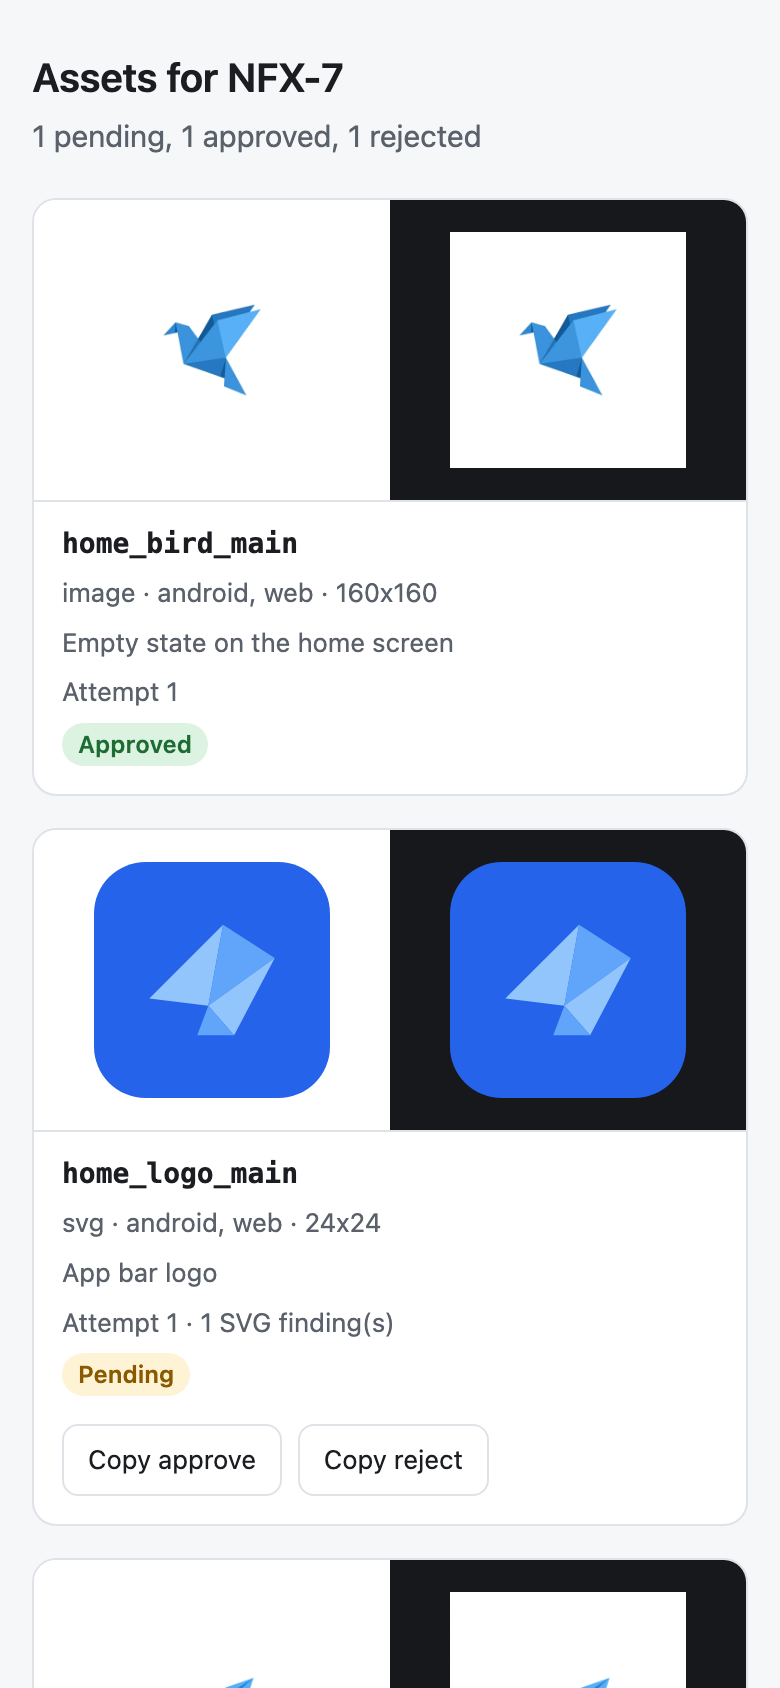 Assets for NFX-7
1 pending, 1 approved, 1 rejected
home_bird_main
image · android, web · 160x160
Empty state on the home screen
Attempt 1
Approved
home_logo_main
svg · android, web · 24x24
App bar logo
Attempt 1 · 1 SVG finding(s)
Pending
Copy approve
Copy reject